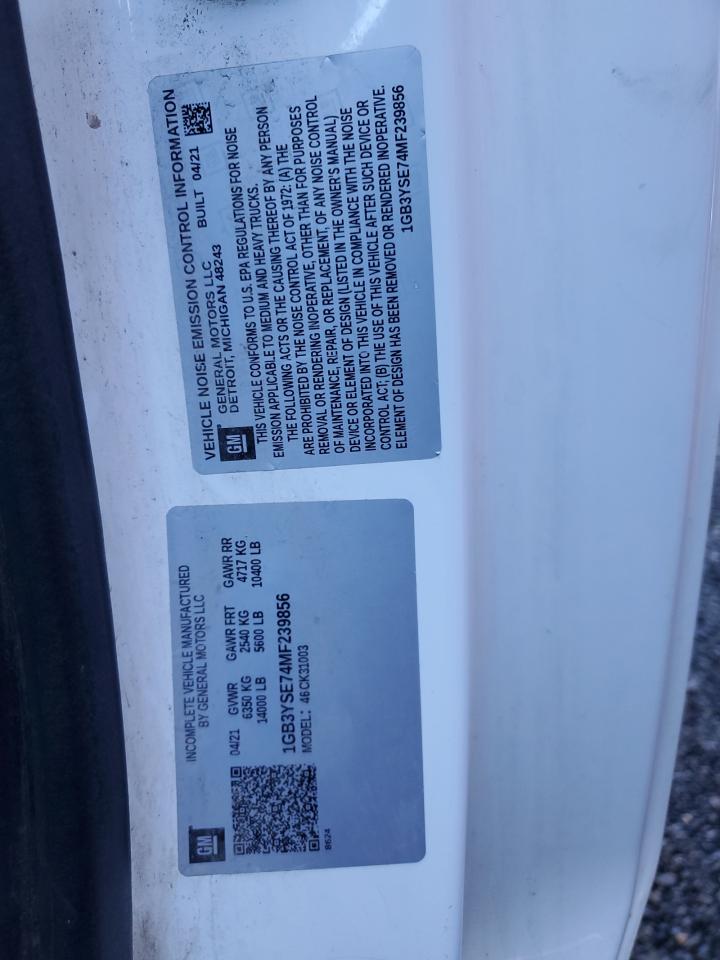 VEHICLE NOISE EMISSION CONTROL INFORMATION
GM
GENERAL MOTORS LLC
DETROIT, MICHIGAN 48243
BUILT 04/21
THIS VEHICLE CONFORMS TO U.S. EPA REGULATIONS FOR NOISE
EMISSION APPLICABLE TO MEDIUM AND HEAVY TRUCKS.
THE FOLLOWING ACTS OR THE CAUSING THEREOF BY ANY PERSON
ARE PROHIBITED BY THE NOISE CONTROL ACT OF 1972: (A) THE
REMOVAL OR RENDERING INOPERATIVE, OTHER THAN FOR PURPOSES
OF MAINTENANCE, REPAIR, OR REPLACEMENT, OF ANY NOISE CONTROL
DEVICE OR ELEMENT OF DESIGN (LISTED IN THE OWNER'S MANUAL)
INCORPORATED INTO THIS VEHICLE IN COMPLIANCE WITH THE NOISE
CONTROL ACT; (B) THE USE OF THIS VEHICLE AFTER SUCH DEVICE OR
ELEMENT OF DESIGN HAS BEEN REMOVED OR RENDERED INOPERATIVE.
1GB3YSE74MF239856
GM
INCOMPLETE VEHICLE MANUFACTURED
BY GENERAL MOTORS LLC
04/21 GVWR GAWR FRT GAWR RR
6350 KG 2540 KG 4717 KG
14000 LB 5600 LB 10400 LB
1GB3YSE74MF239856
MODEL: 46 CK31003
8624